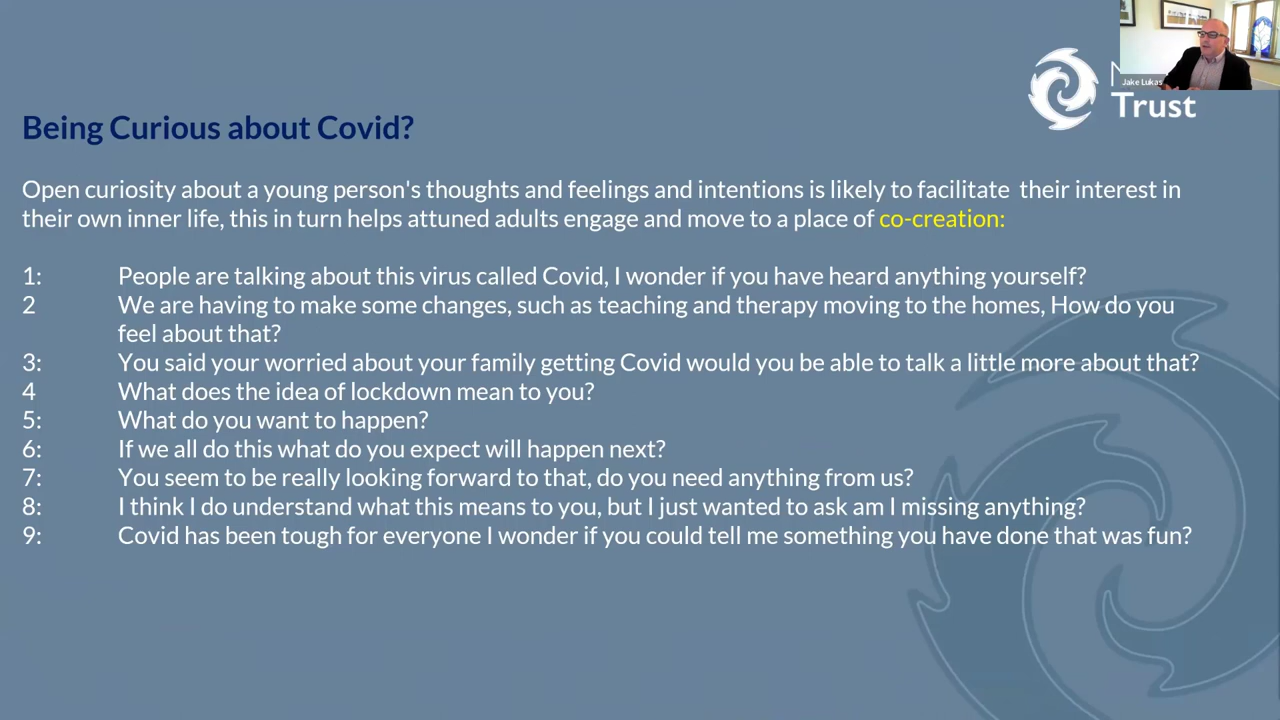 Jake Lukas
Trust
Being Curious about Covid?
Open curiosity about a young person's thoughts and feelings and intentions is likely to facilitate  their interest in
their own inner life, this in turn helps attuned adults engage and move to a place of co-creation:
1: People are talking about this virus called Covid, I wonder if you have heard anything yourself?
2 We are having to make some changes, such as teaching and therapy moving to the homes, How do you
feel about that?
3: You said your worried about your family getting Covid would you be able to talk a little more about that?
4 What does the idea of lockdown mean to you?
5: What do you want to happen?
6: If we all do this what do you expect will happen next?
7: You seem to be really looking forward to that, do you need anything from us?
8: I think I do understand what this means to you, but I just wanted to ask am I missing anything?
9: Covid has been tough for everyone I wonder if you could tell me something you have done that was fun?